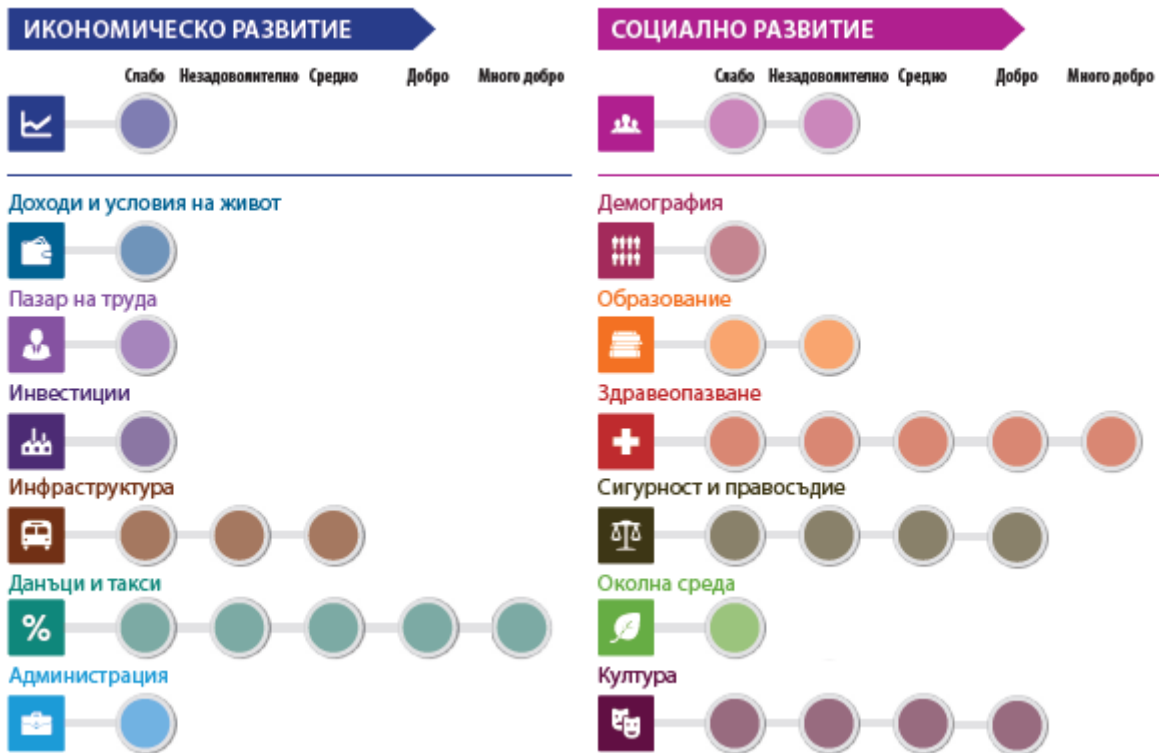 ИКОНОМИЧЕСКО РАЗВИТИЕ
Слабо Незадоволително Средно Добро Много добро
Доходи и условия на живот
Пазар на труда
Инвестиции
Инфраструктура
Данъци и такси
%
Администрация
СОЦИАЛНО РАЗВИТИЕ
Слабо Незадоволително Средно Добро Много добро
Демография
Образование
Здравеопазване
Сигурност и правосъдие
Околна среда
Култура